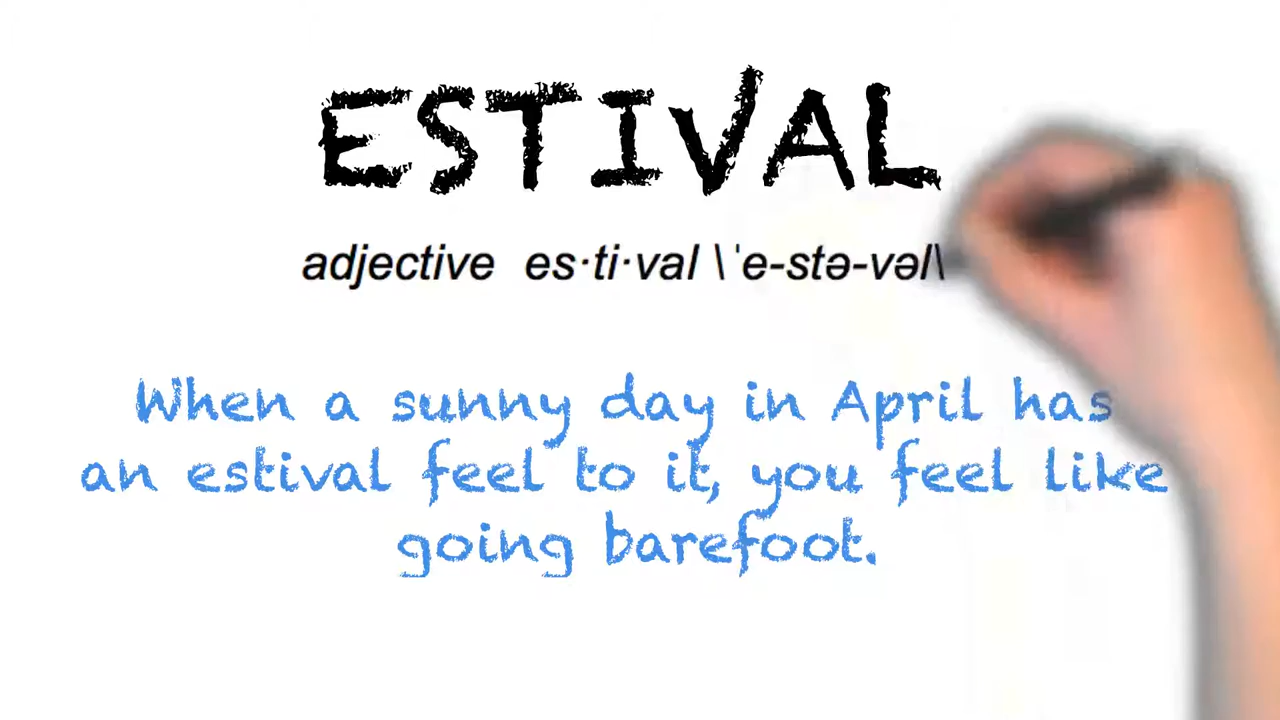 ESTIVAL
adjective es·ti·val \ˈe-stə-vəl\
When a sunny day in April has
an estival feel to it, you feel like
going barefoot.